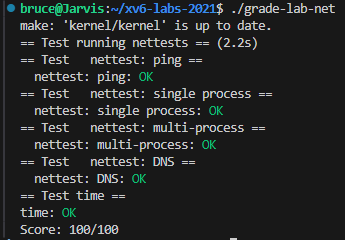 bruce@Jarvis:~/xv6-labs-2021$ ./grade-lab-net
make: 'kernel/kernel' is up to date.
== Test running nettests == (2.2s)
== Test   nettest: ping ==
  nettest: ping: OK
== Test   nettest: single process ==
  nettest: single process: OK
== Test   nettest: multi-process ==
  nettest: multi-process: OK
== Test   nettest: DNS ==
  nettest: DNS: OK
== Test time ==
time: OK
Score: 100/100